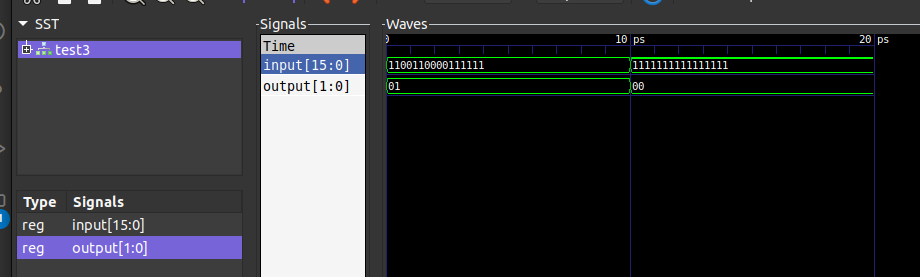 SST
test3
Type Signals
reg input[15:0]
reg output[1:0]
Signals
Time
input[15:0]
output[1:0]
Waves
0 10 ps 20 ps
1100110000111111 1111111111111111
01 00